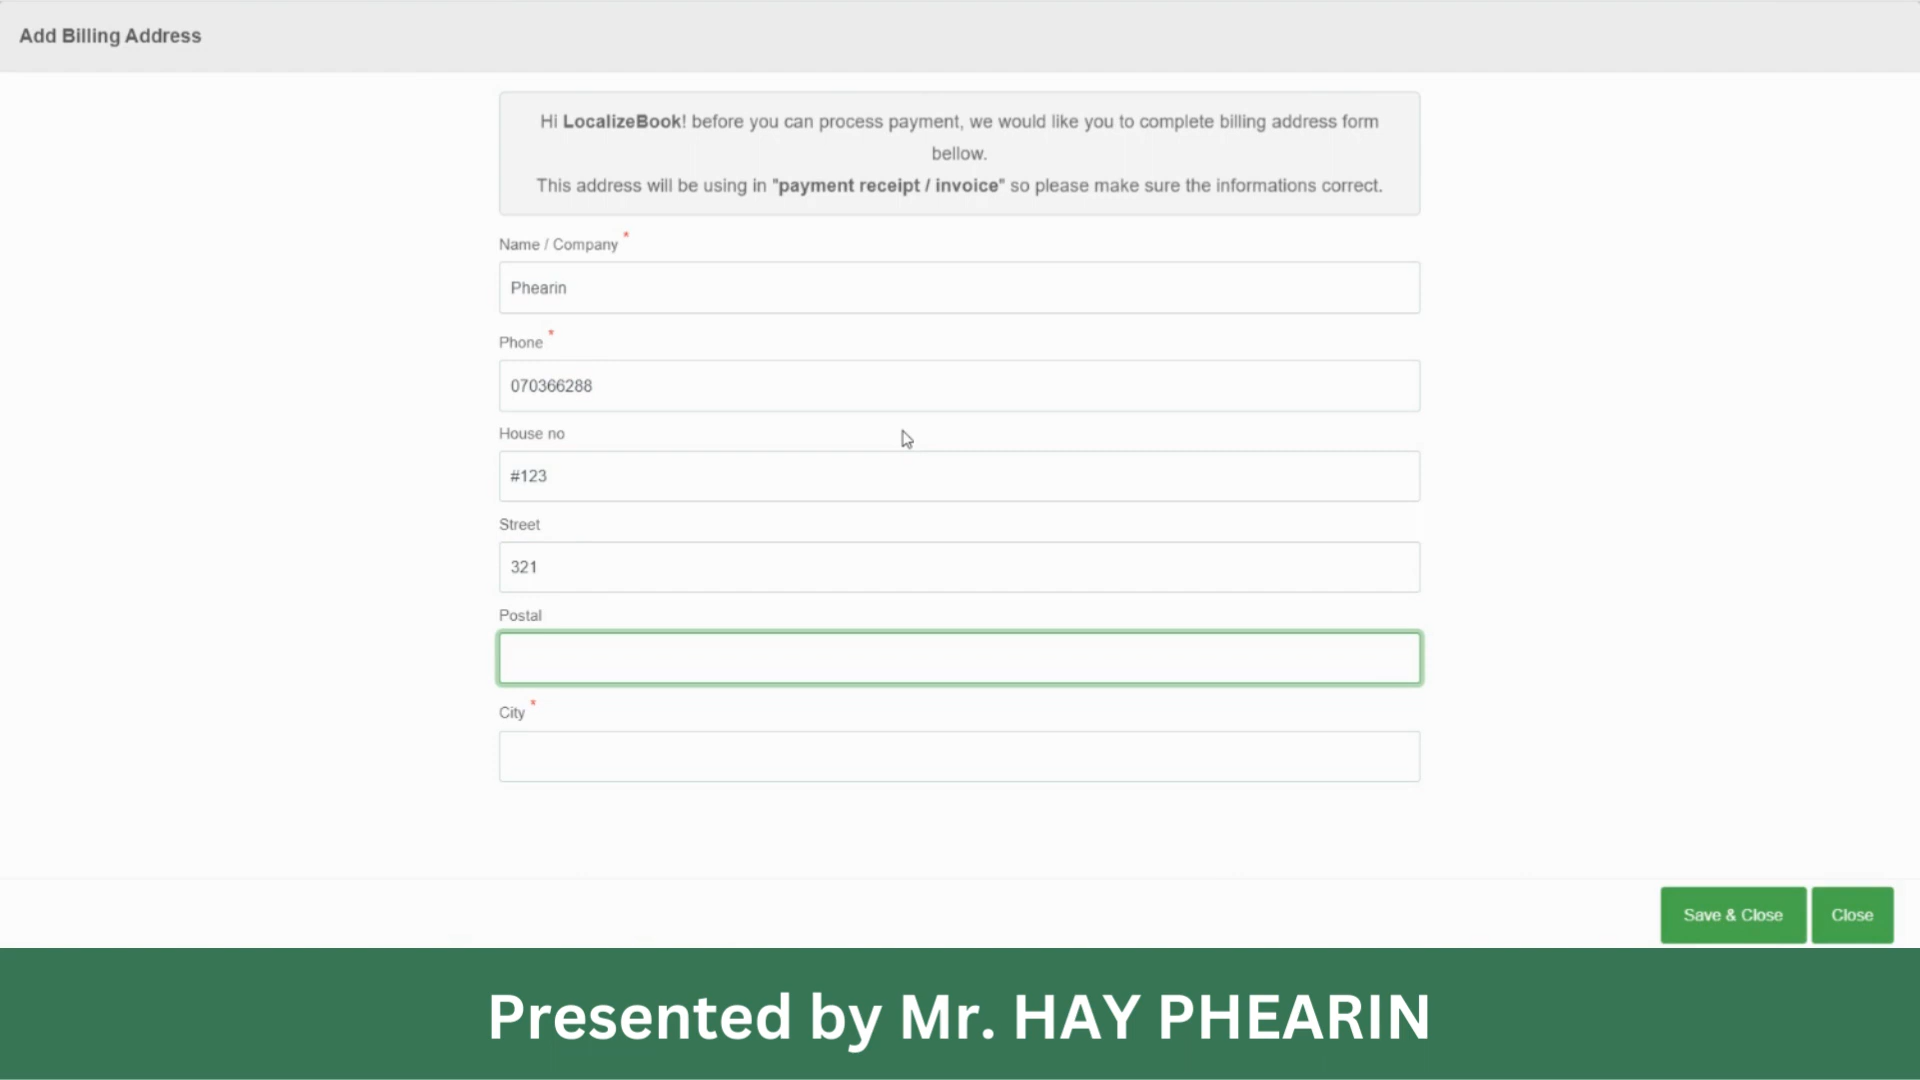 Add Billing Address
Hi LocalizeBook! before you can process payment, we would like you to complete billing address form
bellow.
This address will be using in "payment receipt / invoice" so please make sure the informations correct.
Name / Company *
Phearin
Phone *
070366288
House no
#123
Street
321
Postal
City *
Save & Close
Close
Presented by Mr. HAY PHEARIN